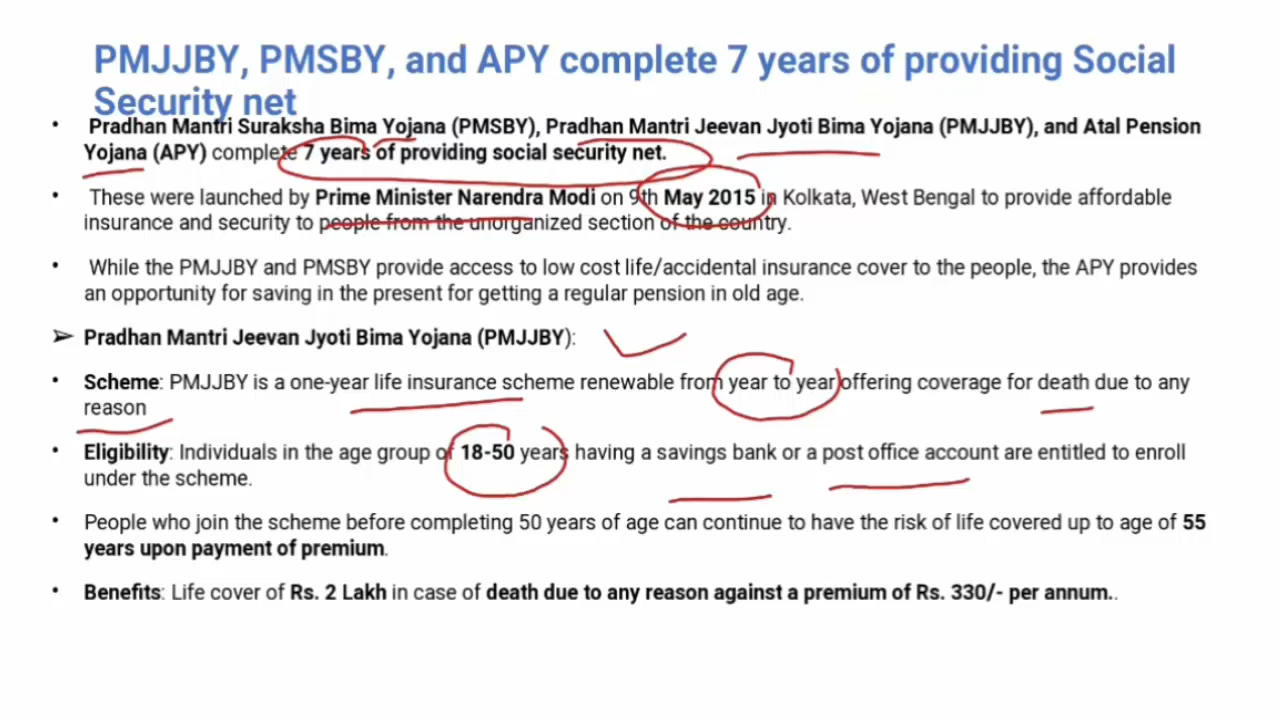 PMJJBY, PMSBY, and APY complete 7 years of providing Social
Security net
• Pradhan Mantri Suraksha Bima Yojana (PMSBY), Pradhan Mantri Jeevan Jyoti Bima Yojana (PMJJBY), and Atal Pension
Yojana (APY) complete 7 years of providing social security net.
• These were launched by Prime Minister Narendra Modi on 9th May 2015 in Kolkata, West Bengal to provide affordable
insurance and security to people from the unorganized section of the country.
• While the PMJJBY and PMSBY provide access to low cost life/accidental insurance cover to the people, the APY provides
an opportunity for saving in the present for getting a regular pension in old age.
➢ Pradhan Mantri Jeevan Jyoti Bima Yojana (PMJJBY):
• Scheme: PMJJBY is a one-year life insurance scheme renewable from year to year offering coverage for death due to any
reason
• Eligibility: Individuals in the age group of 18-50 years having a savings bank or a post office account are entitled to enroll
under the scheme.
• People who join the scheme before completing 50 years of age can continue to have the risk of life covered up to age of 55
years upon payment of premium.
• Benefits: Life cover of Rs. 2 Lakh in case of death due to any reason against a premium of Rs. 330/- per annum..